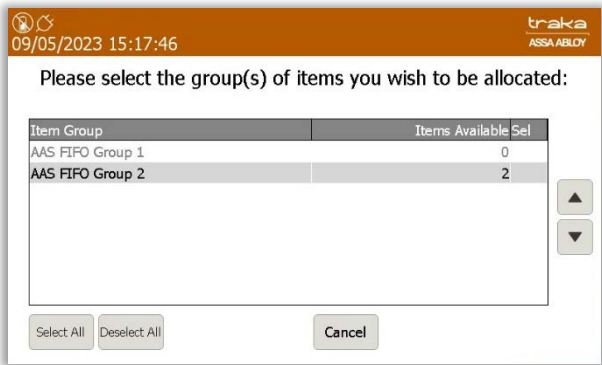 traka
09/05/2023 15:17:46
ASSA ABLOY
Please select the group(s) of items you wish to be allocated:
Item Group Items Available Sel
AAS FIFO Group 1 0
AAS FIFO Group 2 2
Select All Deselect All Cancel